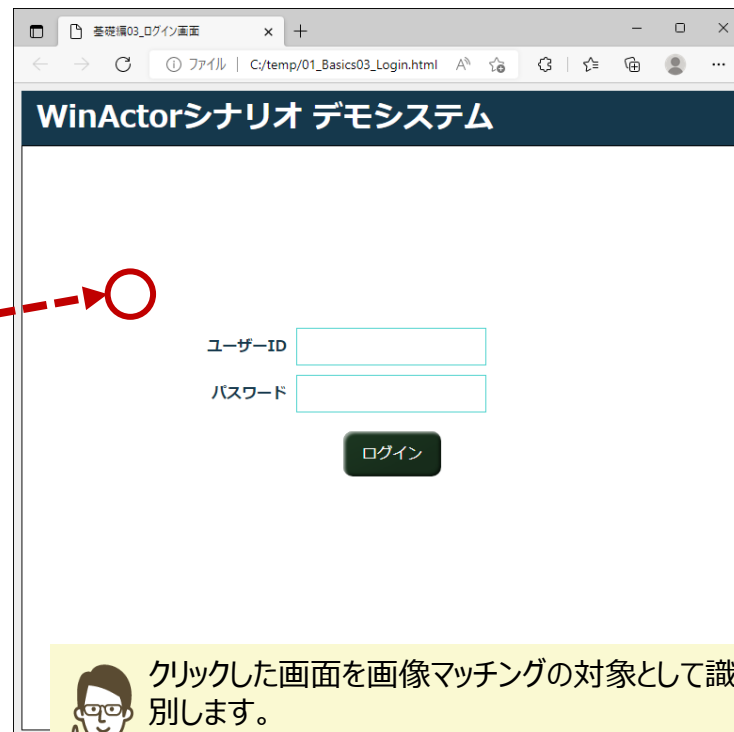 基礎編03_ログイン画面
ファイル | C:/temp/01_Basics03_Login.html
WinActorシナリオ デモシステム
ユーザーID
パスワード
ログイン
クリックした画面を画像マッチングの対象として識
別します。